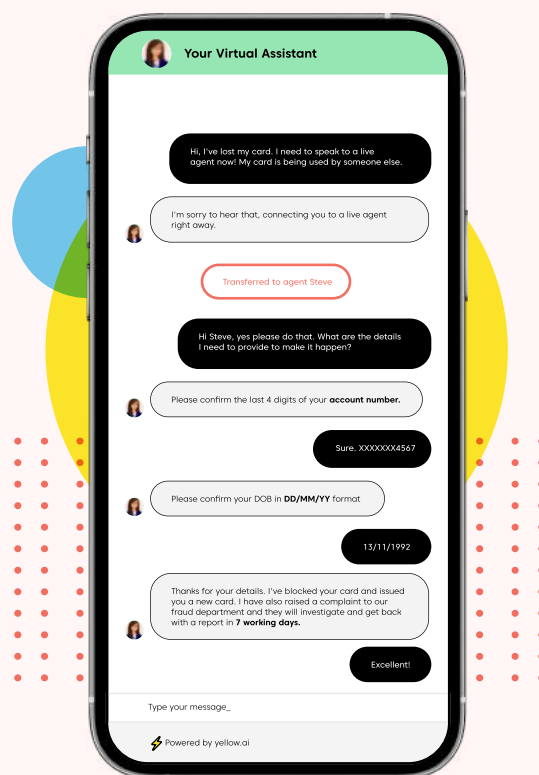 Your Virtual Assistant
Hi, I've lost my card. I need to speak to a live
agent now! My card is being used by someone else.
I'm sorry to hear that, connecting you to a live agent
right away.
Transferred to agent Steve
Hi Steve, yes please do that. What are the details
I need to provide to make it happen?
Please confirm the last 4 digits of your account number.
Sure. XXXXXXX4567
Please confirm your DOB in DD/MM/YY format
13/11/1992
Thanks for your details. I've blocked your card and issued
you a new card. I have also raised a complaint to our
fraud department and they will investigate and get back
with a report in 7 working days.
Excellent!
Type your message_
Powered by yellow.ai